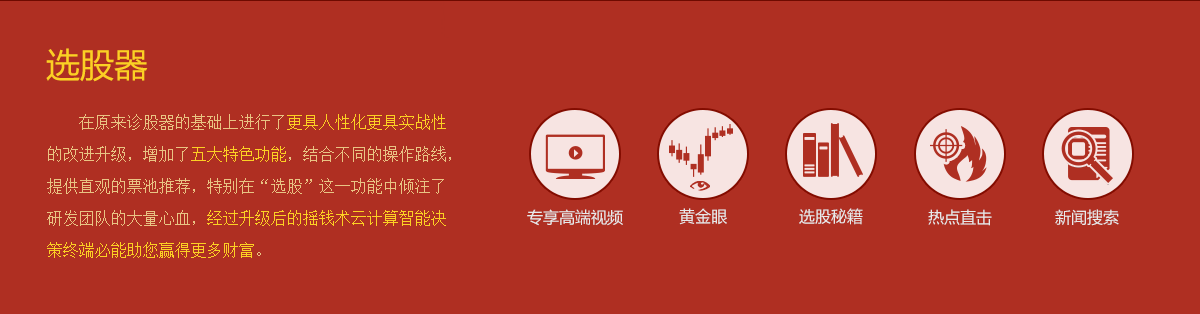 选股器
在原来诊股器的基础上进行了更具人性化更具实战性
的改进升级，增加了五大特色功能，结合不同的操作路线，
提供直观的票池推荐，特别在“选股”这一功能中倾注了
研发团队的大量心血，经过升级后的摇钱术云计算智能决
策终端必能助您赢得更多财富。
专享高端视频
黄金眼
选股秘籍
热点直击
新闻搜索